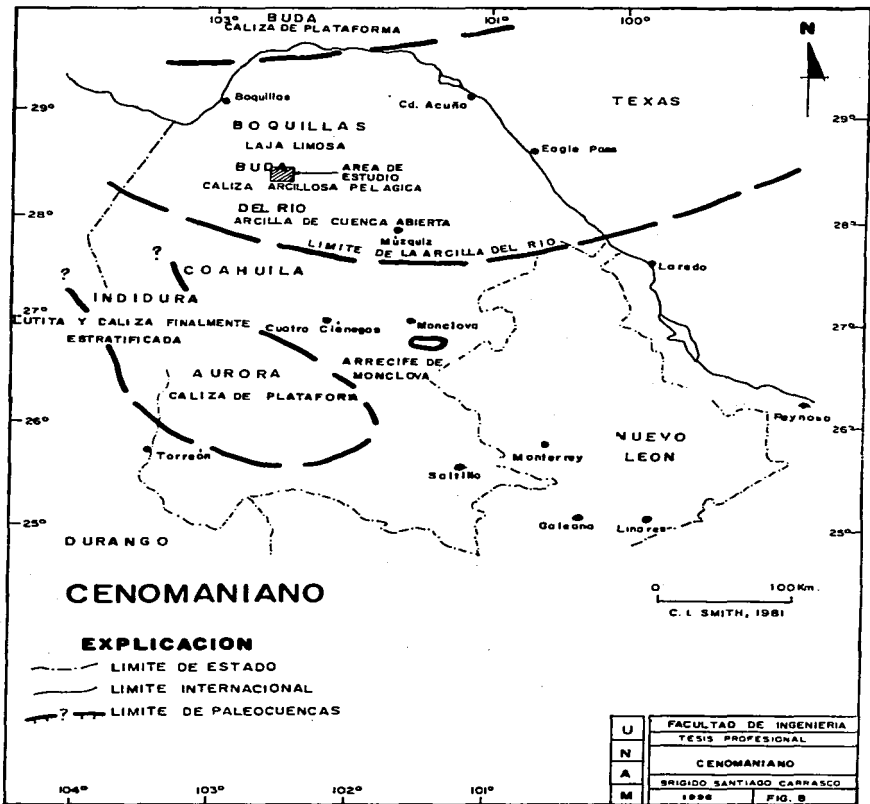 103°
BUDA
CALIZA DE PLATAFORMA
101°
100°
N
29°
Boquillas
Cd. Acuña
TEXAS
29°
BOQUILLAS
LAJA LIMOSA
Eagle Pass
BUDA
AREA DE
ESTUDIO
CALIZA ARCILLOSA PELAGICA
28°
DEL RIO
ARCILLA DE CUENCA ABIERTA
28°
Múzquiz
LIMITE DE LA ARCILLA DEL RIO
?
?
COAHUILA
Laredo
INDIDURA
27°
LUTITA Y CALIZA FINALMENTE
ESTRATIFICADA
Cuatro Ciénegas
Monclova
27°
ARRECIFE DE
MONCLOVA
AURORA
CALIZA DE PLATAFORMA
26°
Reynosa
26°
Torreón
Monterrey
NUEVO
LEON
Saltillo
25°
Galeana
Linares
25°
DURANGO
CENOMANIANO
0 100 Km.
C. L SMITH, 1981
EXPLICACION
LIMITE DE ESTADO
LIMITE INTERNACIONAL
? LIMITE DE PALEOCUENCAS
UNAM
FACULTAD DE INGENIERIA
TESIS PROFESIONAL
CENOMANIANO
BRIGIDO SANTIAGO CARRASCO
FIG. 8
104°
103°
102°
101°